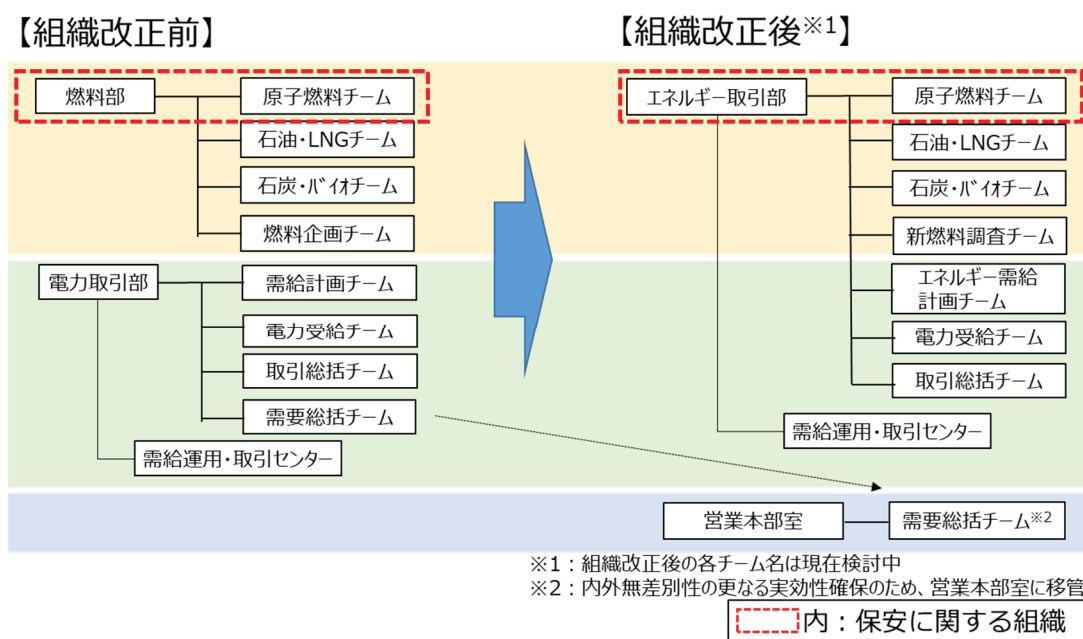 【組織改正前】
燃料部
原子燃料チーム
石油・LNGチーム
石炭・ﾊﾞｲｵチーム
燃料企画チーム
電力取引部
需給計画チーム
電力受給チーム
取引総括チーム
需要総括チーム
需給運用・取引センター
【組織改正後※1】
エネルギー取引部
原子燃料チーム
石油・LNGチーム
石炭・ﾊﾞｲｵチーム
新燃料調査チーム
エネルギー需給
計画チーム
電力受給チーム
取引総括チーム
需給運用・取引センター
営業本部室
需要総括チーム※2
※1：組織改正後の各チーム名は現在検討中
※2：内外無差別性の更なる実効性確保のため、営業本部室に移管
内：保安に関する組織